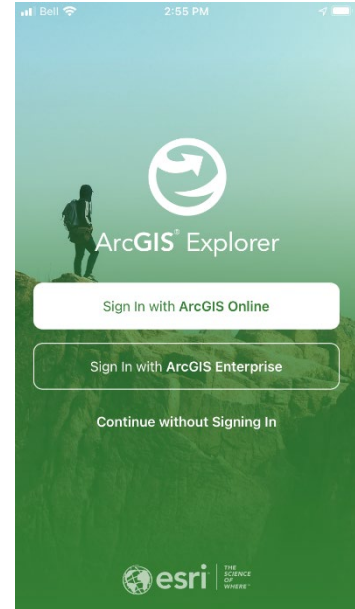 Bell 2:55 PM
ArcGIS® Explorer
Sign In with ArcGIS Online
Sign In with ArcGIS Enterprise
Continue without Signing In
esri
THE
SCIENCE
OF
WHERE™